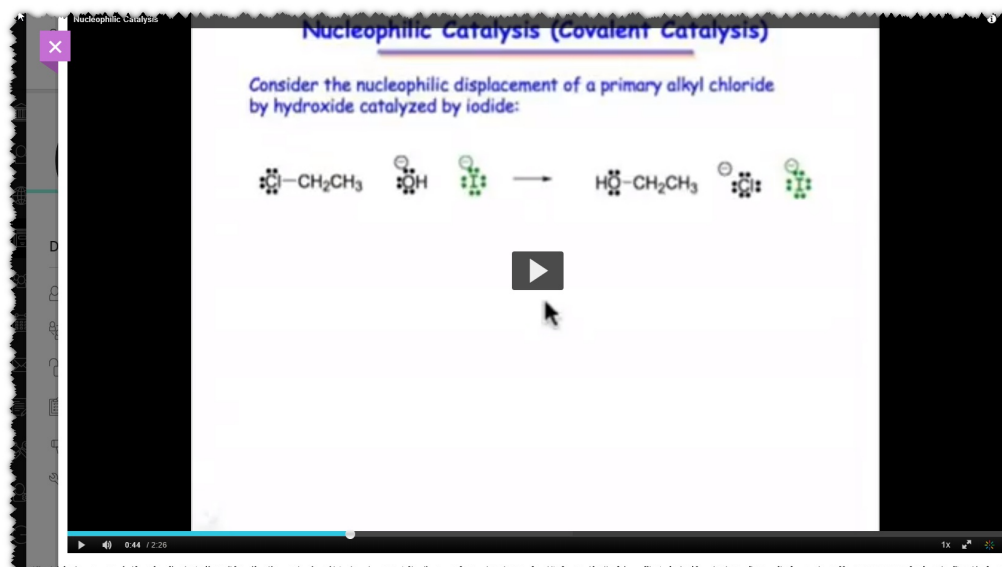 Nucleophilic Catalysis
Nucleophilic Catalysis (Covalent Catalysis)
Consider the nucleophilic displacement of a primary alkyl chloride
by hydroxide catalyzed by iodide:
Cl–CH₂CH₃ ⊖ OH ⊖ I → HO–CH₂CH₃ ⊖ Cl ⊖ I
D
0:44 / 2:26 1x